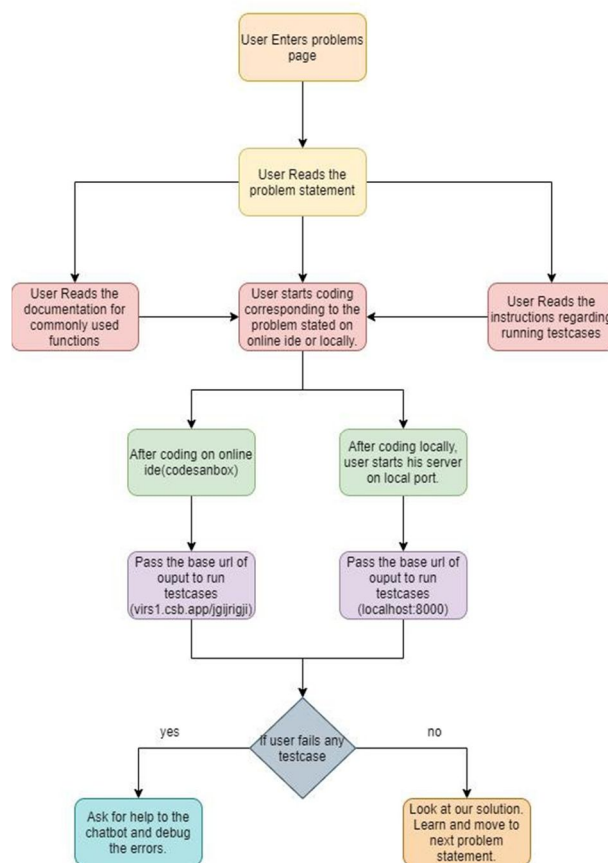 User Enters problems
page
User Reads the
problem statement
User Reads the
documentation for
commonly used
functions
User starts coding
corresponding to the
problem stated on
online ide or locally.
User Reads the
instructions regarding
running testcases
After coding on online
ide(codesanbox)
After coding locally,
user starts his server
on local port.
Pass the base url of
ouput to run
testcases
(virs1.csb.app/jgijrigji)
Pass the base url of
ouput to run
testcases
(localhost:8000)
yes
If user fails any
testcase
no
Ask for help to the
chatbot and debug
the errors.
Look at our solution.
Learn and move to
next problem
statement.